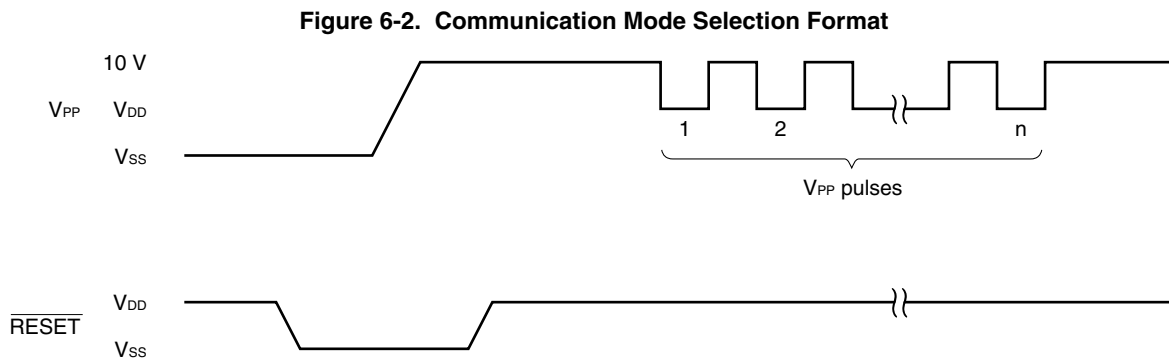 Figure 6-2. Communication Mode Selection Format
10 V
VPP VDD
VSS
1 2 n
VPP pulses
VDD
RESET
VSS